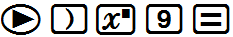 ) x■ 9 =